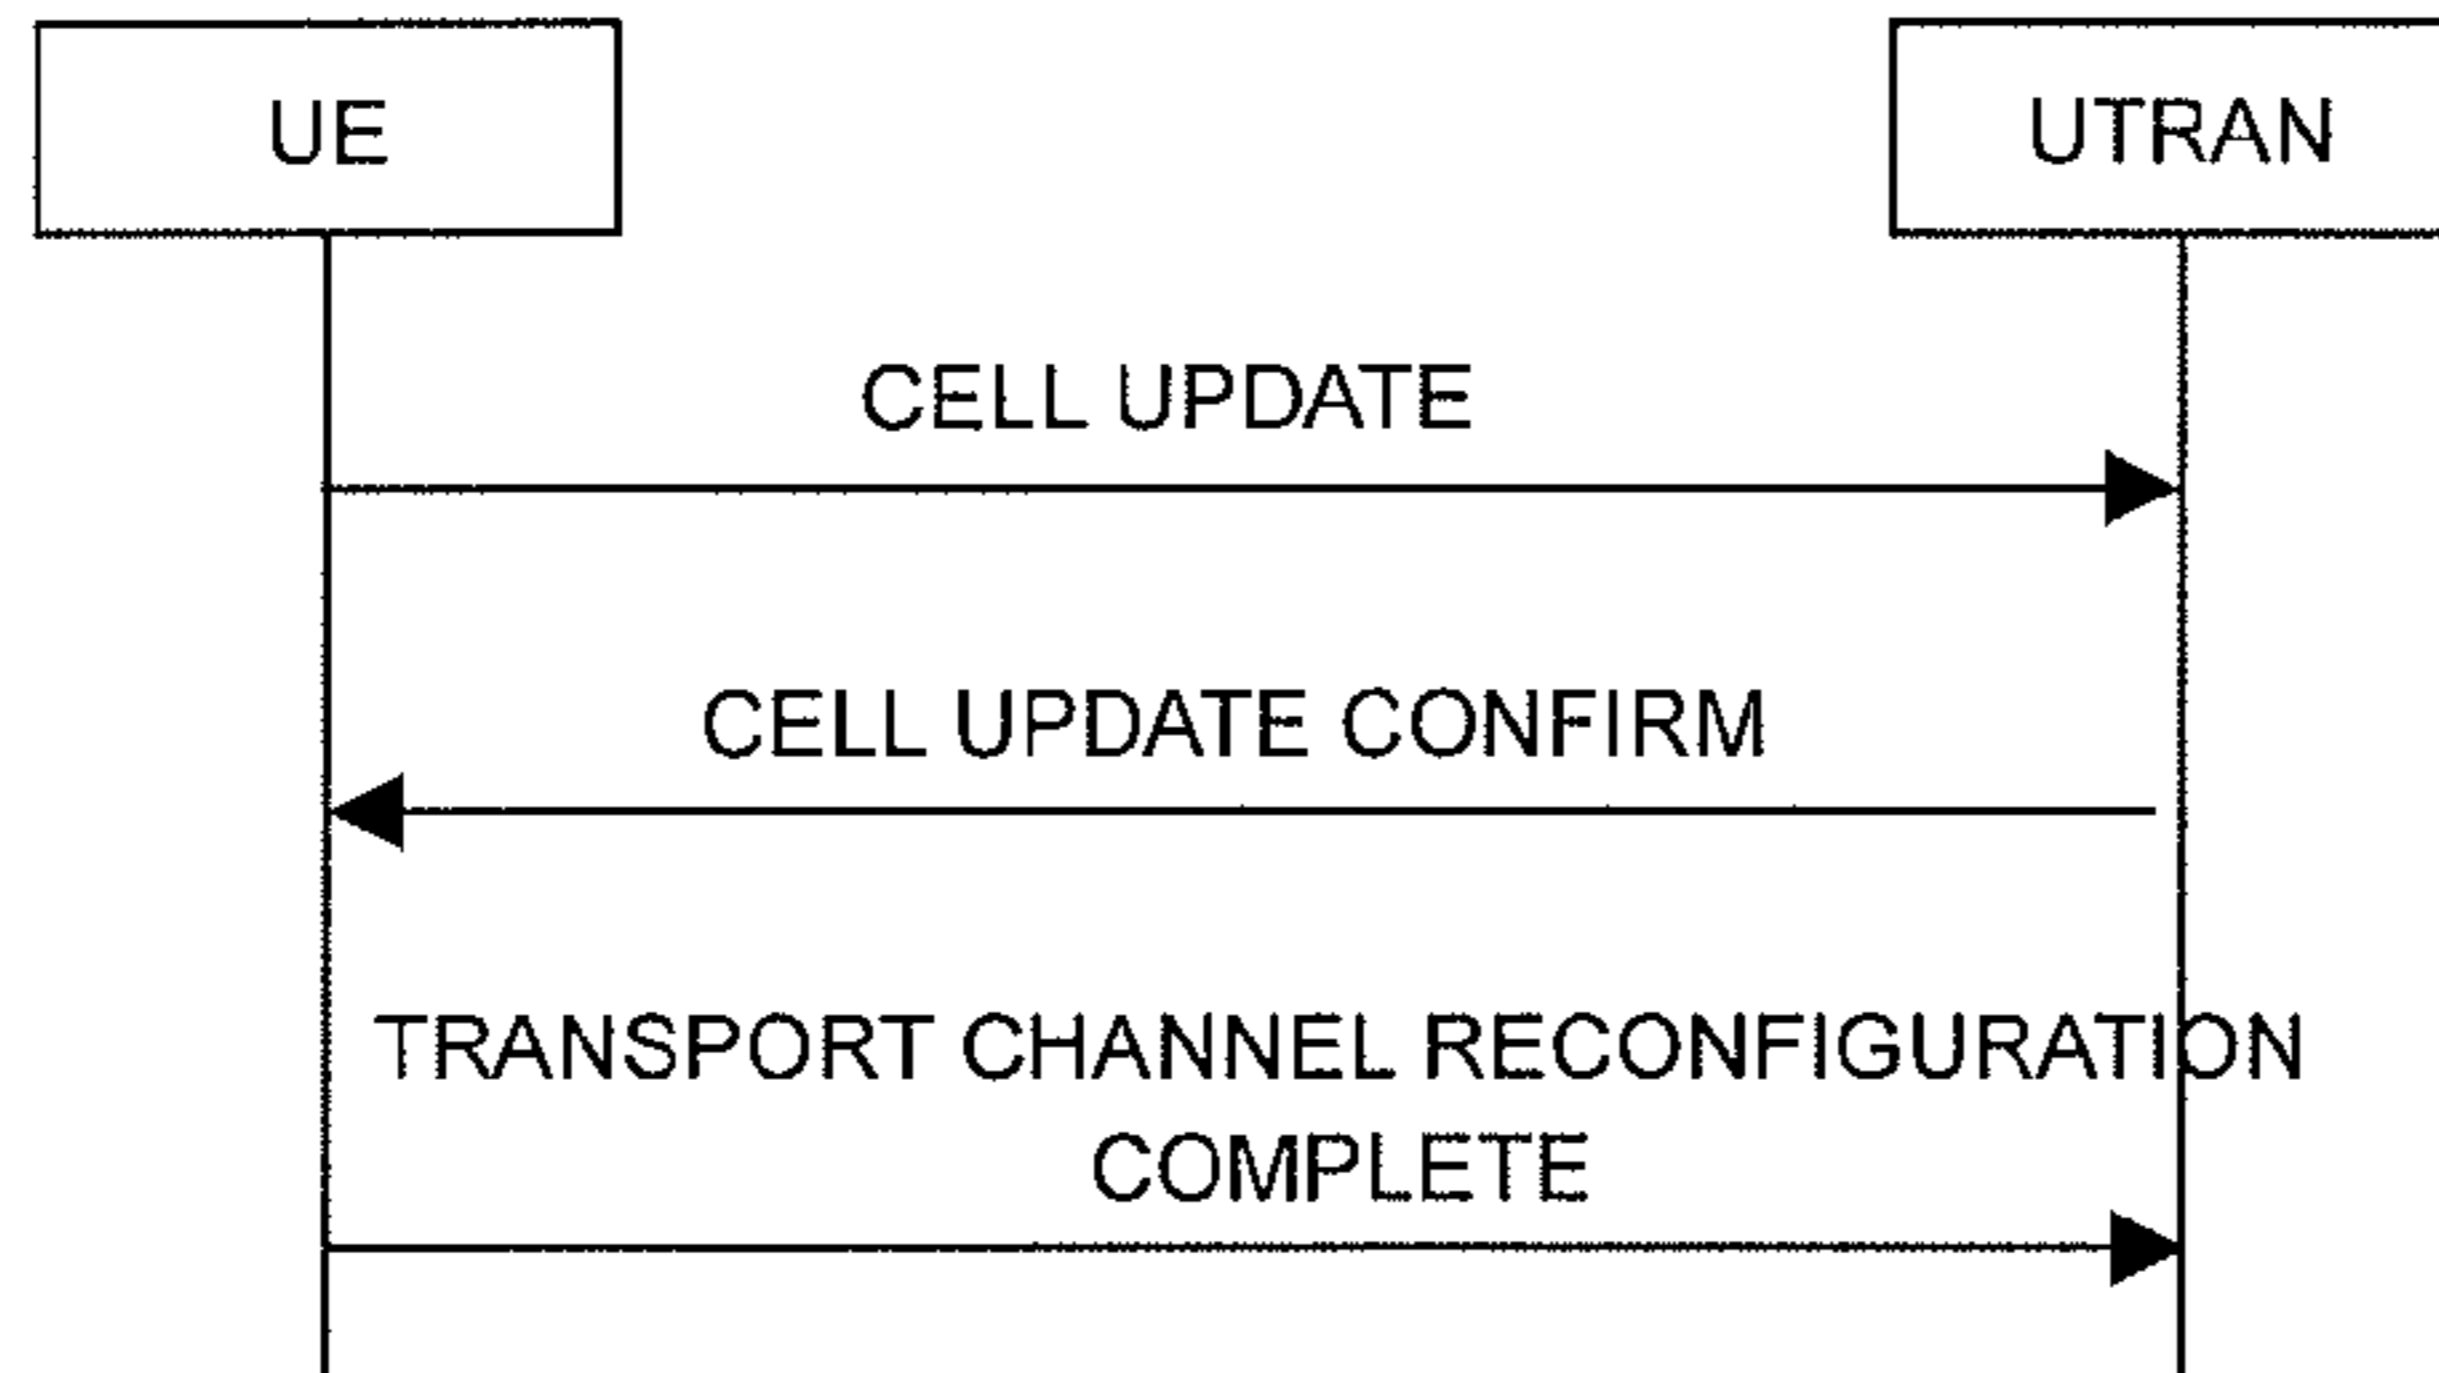 UE
UTRAN
CELL UPDATE
CELL UPDATE CONFIRM
TRANSPORT CHANNEL RECONFIGURATION
COMPLETE